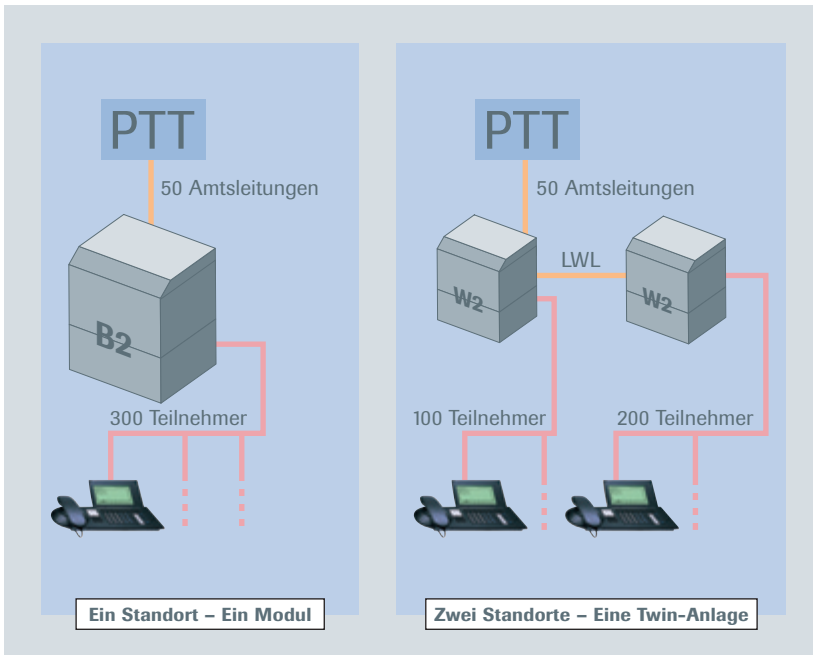 PTT
50 Amtsleitungen
B2
300 Teilnehmer
Ein Standort – Ein Modul
PTT
50 Amtsleitungen
LWL
W2
W2
100 Teilnehmer
200 Teilnehmer
Zwei Standorte – Eine Twin-Anlage